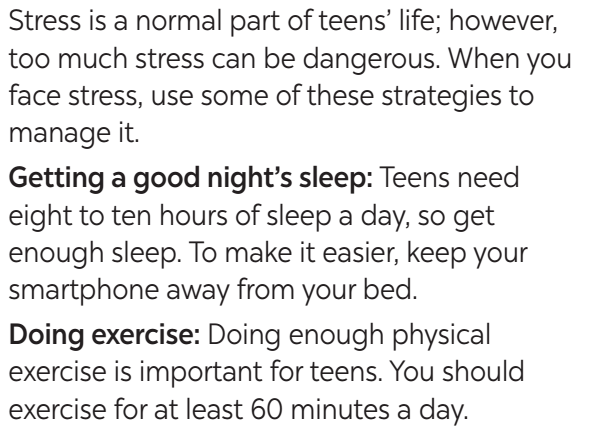 Stress is a normal part of teens’ life; however,
too much stress can be dangerous. When you
face stress, use some of these strategies to
manage it.
Getting a good night’s sleep: Teens need
eight to ten hours of sleep a day, so get
enough sleep. To make it easier, keep your
smartphone away from your bed.
Doing exercise: Doing enough physical
exercise is important for teens. You should
exercise for at least 60 minutes a day.